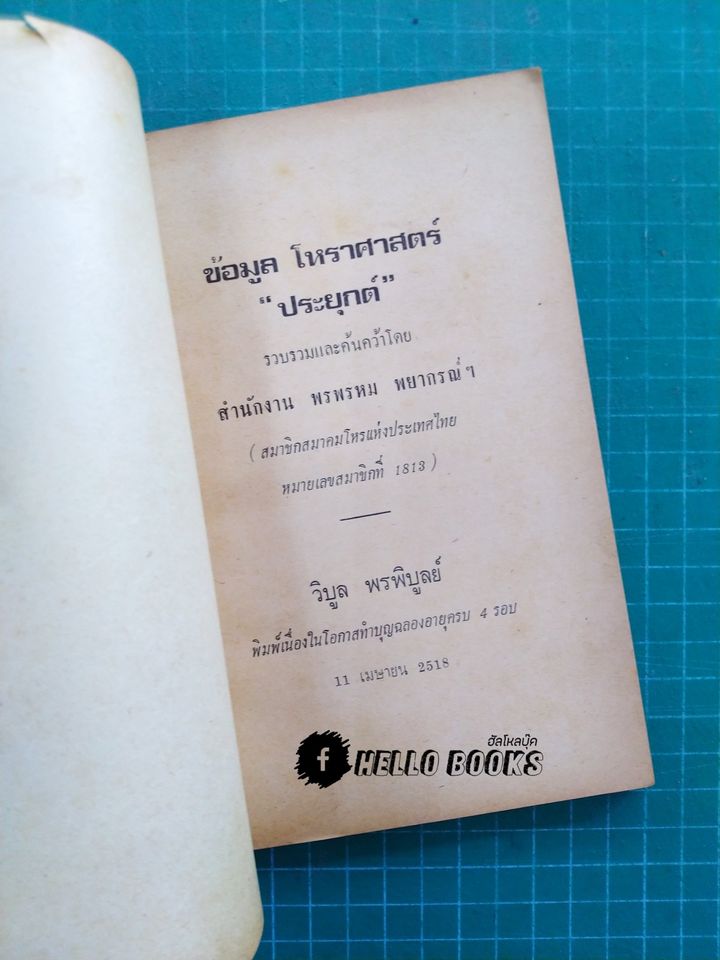 ข้อมูล โหราศาสตร์
“ประยุกต์”
รวบรวมและค้นคว้าโดย
สำนักงาน พรพรหม พยากรณ์ฯ
(สมาชิกสมาคมโหรแห่งประเทศไทย
หมายเลขสมาชิกที่ 1813)
วิบูล พรพิบูลย์
พิมพ์เนื่องในโอกาสทำบุญฉลองอายุครบ 4 รอบ
11 เมษายน 2518
ฮัลโหลบุ๊ค
f HELLO BOOKS